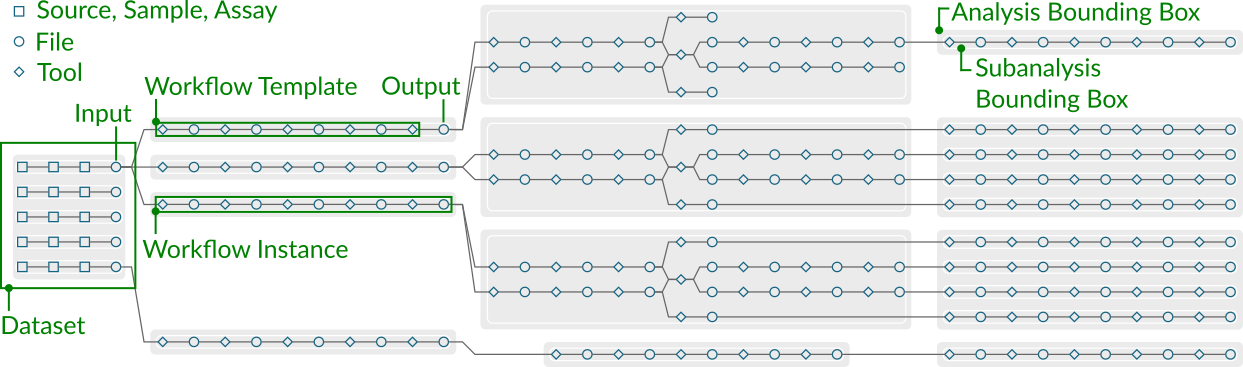 Source, Sample, Assay
File
Tool
Input
Workflow Template
Output
Workflow Instance
Dataset
Analysis Bounding Box
Subanalysis
Bounding Box